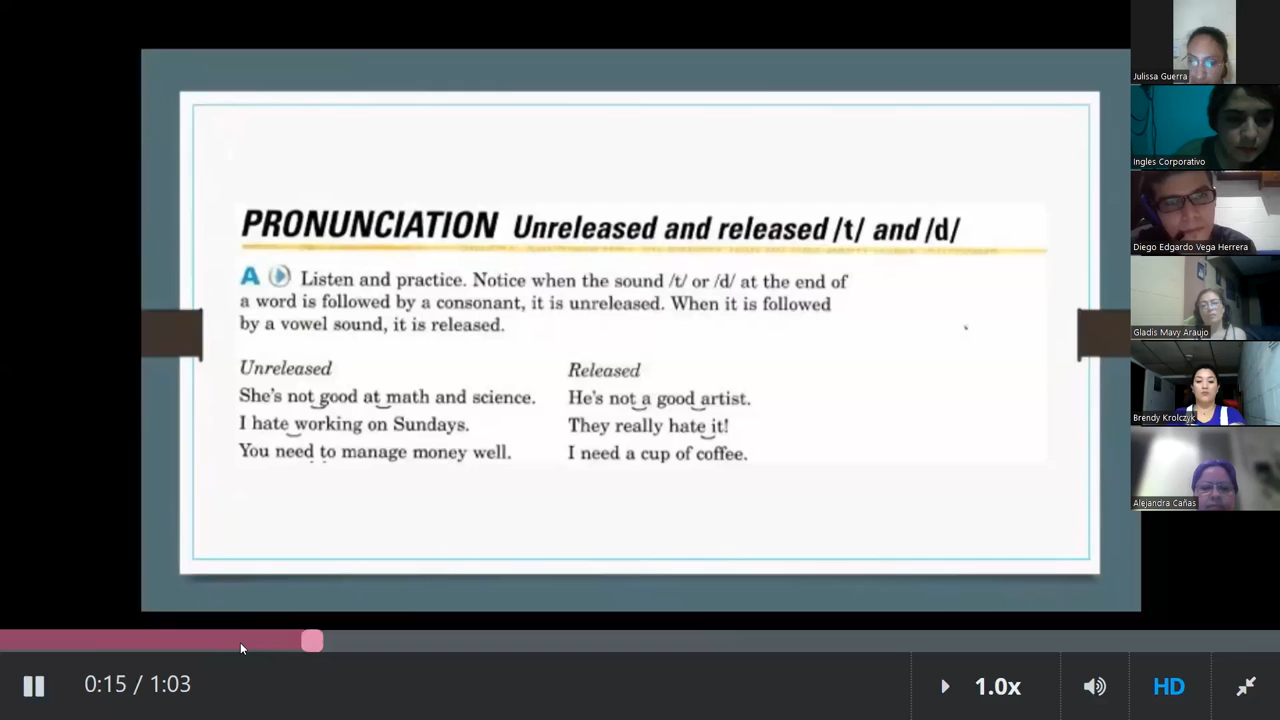 PRONUNCIATION Unreleased and released /t/ and /d/
A Listen and practice. Notice when the sound /t/ or /d/ at the end of
a word is followed by a consonant, it is unreleased. When it is followed
by a vowel sound, it is released.
Unreleased
She's not good at math and science.
I hate working on Sundays.
You need to manage money well.
Released
He's not a good artist.
They really hate it!
I need a cup of coffee.
Julissa Guerra
Ingles Corporativo
Diego Edgardo Vega Herrera
Gladis Mavy Araujo
Brendy Krolczyk
Alejandra Cañas
0:15 / 1:03
1.0x
HD